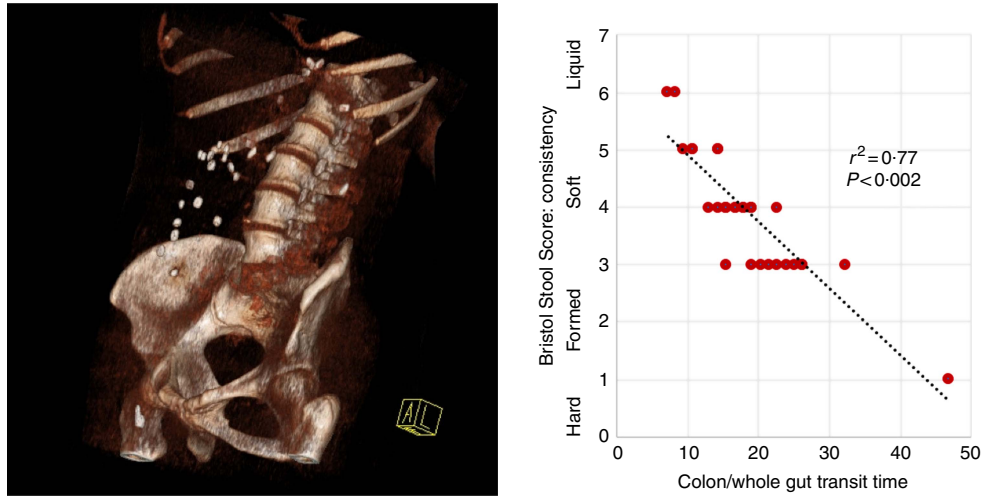 A L
7
6
5
4
3
2
1
0
Liquid
Soft
Formed
Hard
Bristol Stool Score: consistency
r²=0·77
P<0·002
0 10 20 30 40 50
Colon/whole gut transit time